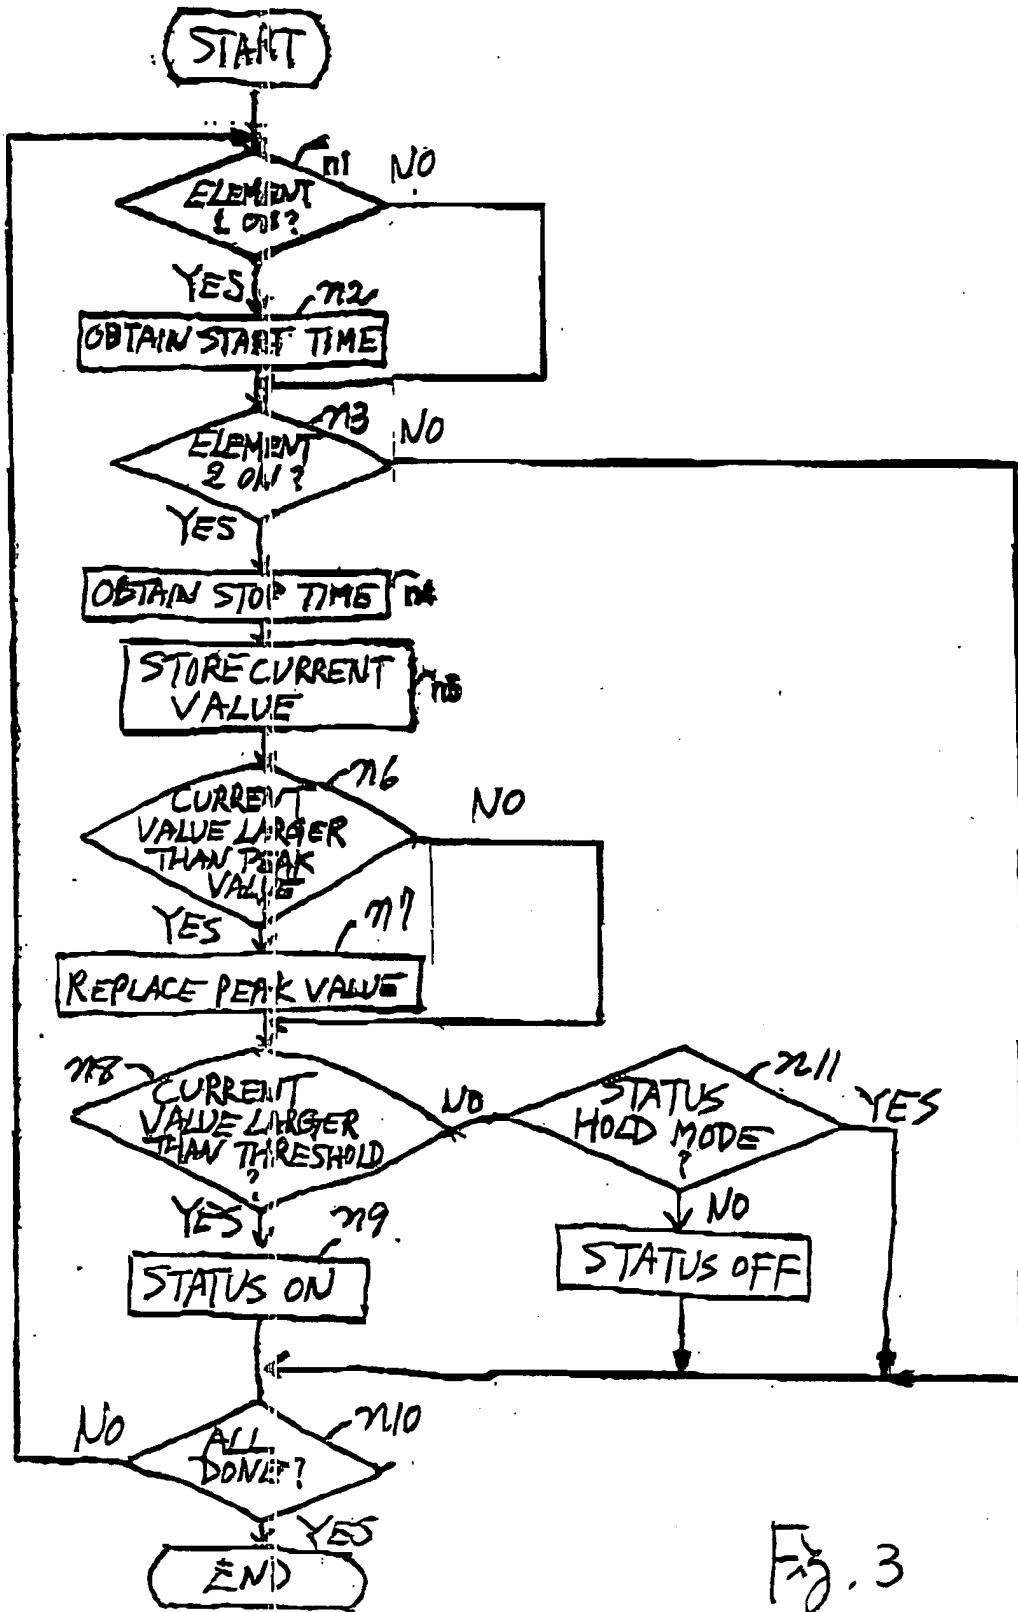 START
n1
NO
ELEMENT
1 ON?
YES
n2
OBTAIN START TIME
n3
NO
ELEMENT
2 ON?
YES
OBTAIN STOP TIME
n4
STORE CURRENT
VALUE
n5
n6
CURRENT
VALUE LARGER
THAN PEAK
VALUE
NO
YES
n7
REPLACE PEAK VALUE
n8
CURRENT
VALUE LARGER
THAN THRESHOLD
?
NO
n11
STATUS
HOLD MODE
?
YES
YES
n9
NO
STATUS ON
STATUS OFF
n10
NO
ALL
DONE?
YES
END
Fig. 3